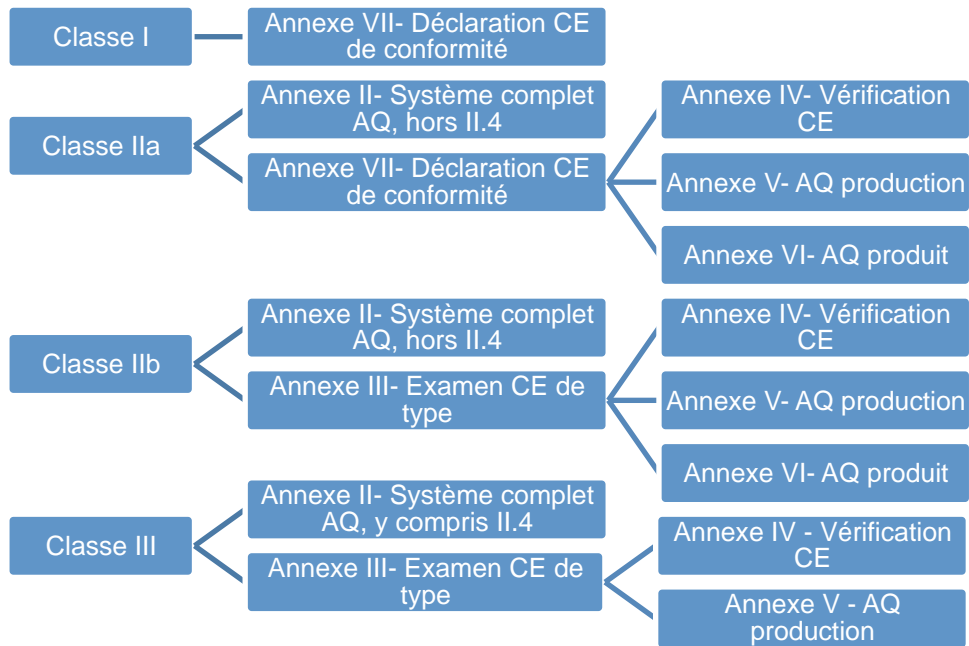 Classe I
Annexe VII- Déclaration CE
de conformité
Classe IIa
Annexe II- Système complet
AQ, hors II.4
Annexe VII- Déclaration CE
de conformité
Annexe IV- Vérification
CE
Annexe V- AQ production
Annexe VI- AQ produit
Classe IIb
Annexe II- Système complet
AQ, hors II.4
Annexe III- Examen CE de
type
Annexe IV- Vérification
CE
Annexe V- AQ production
Annexe VI- AQ produit
Classe III
Annexe II- Système complet
AQ, y compris II.4
Annexe III- Examen CE de
type
Annexe IV - Vérification
CE
Annexe V - AQ
production